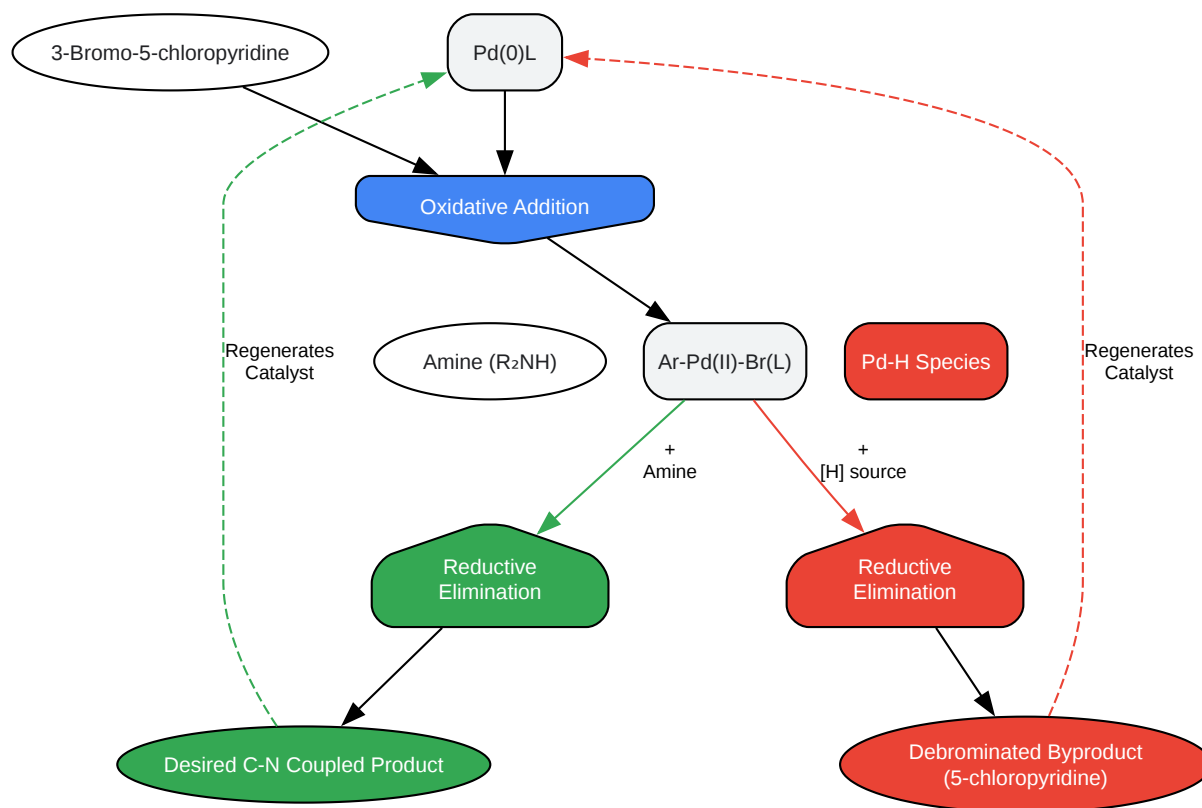 3-Bromo-5-chloropyridine
Pd(0)L
Oxidative Addition
Regenerates
Catalyst
Amine (R₂NH)
Ar-Pd(II)-Br(L)
Pd-H Species
Regenerates
Catalyst
+
Amine
+
[H] source
Reductive
Elimination
Reductive
Elimination
Desired C-N Coupled Product
Debrominated Byproduct
(5-chloropyridine)